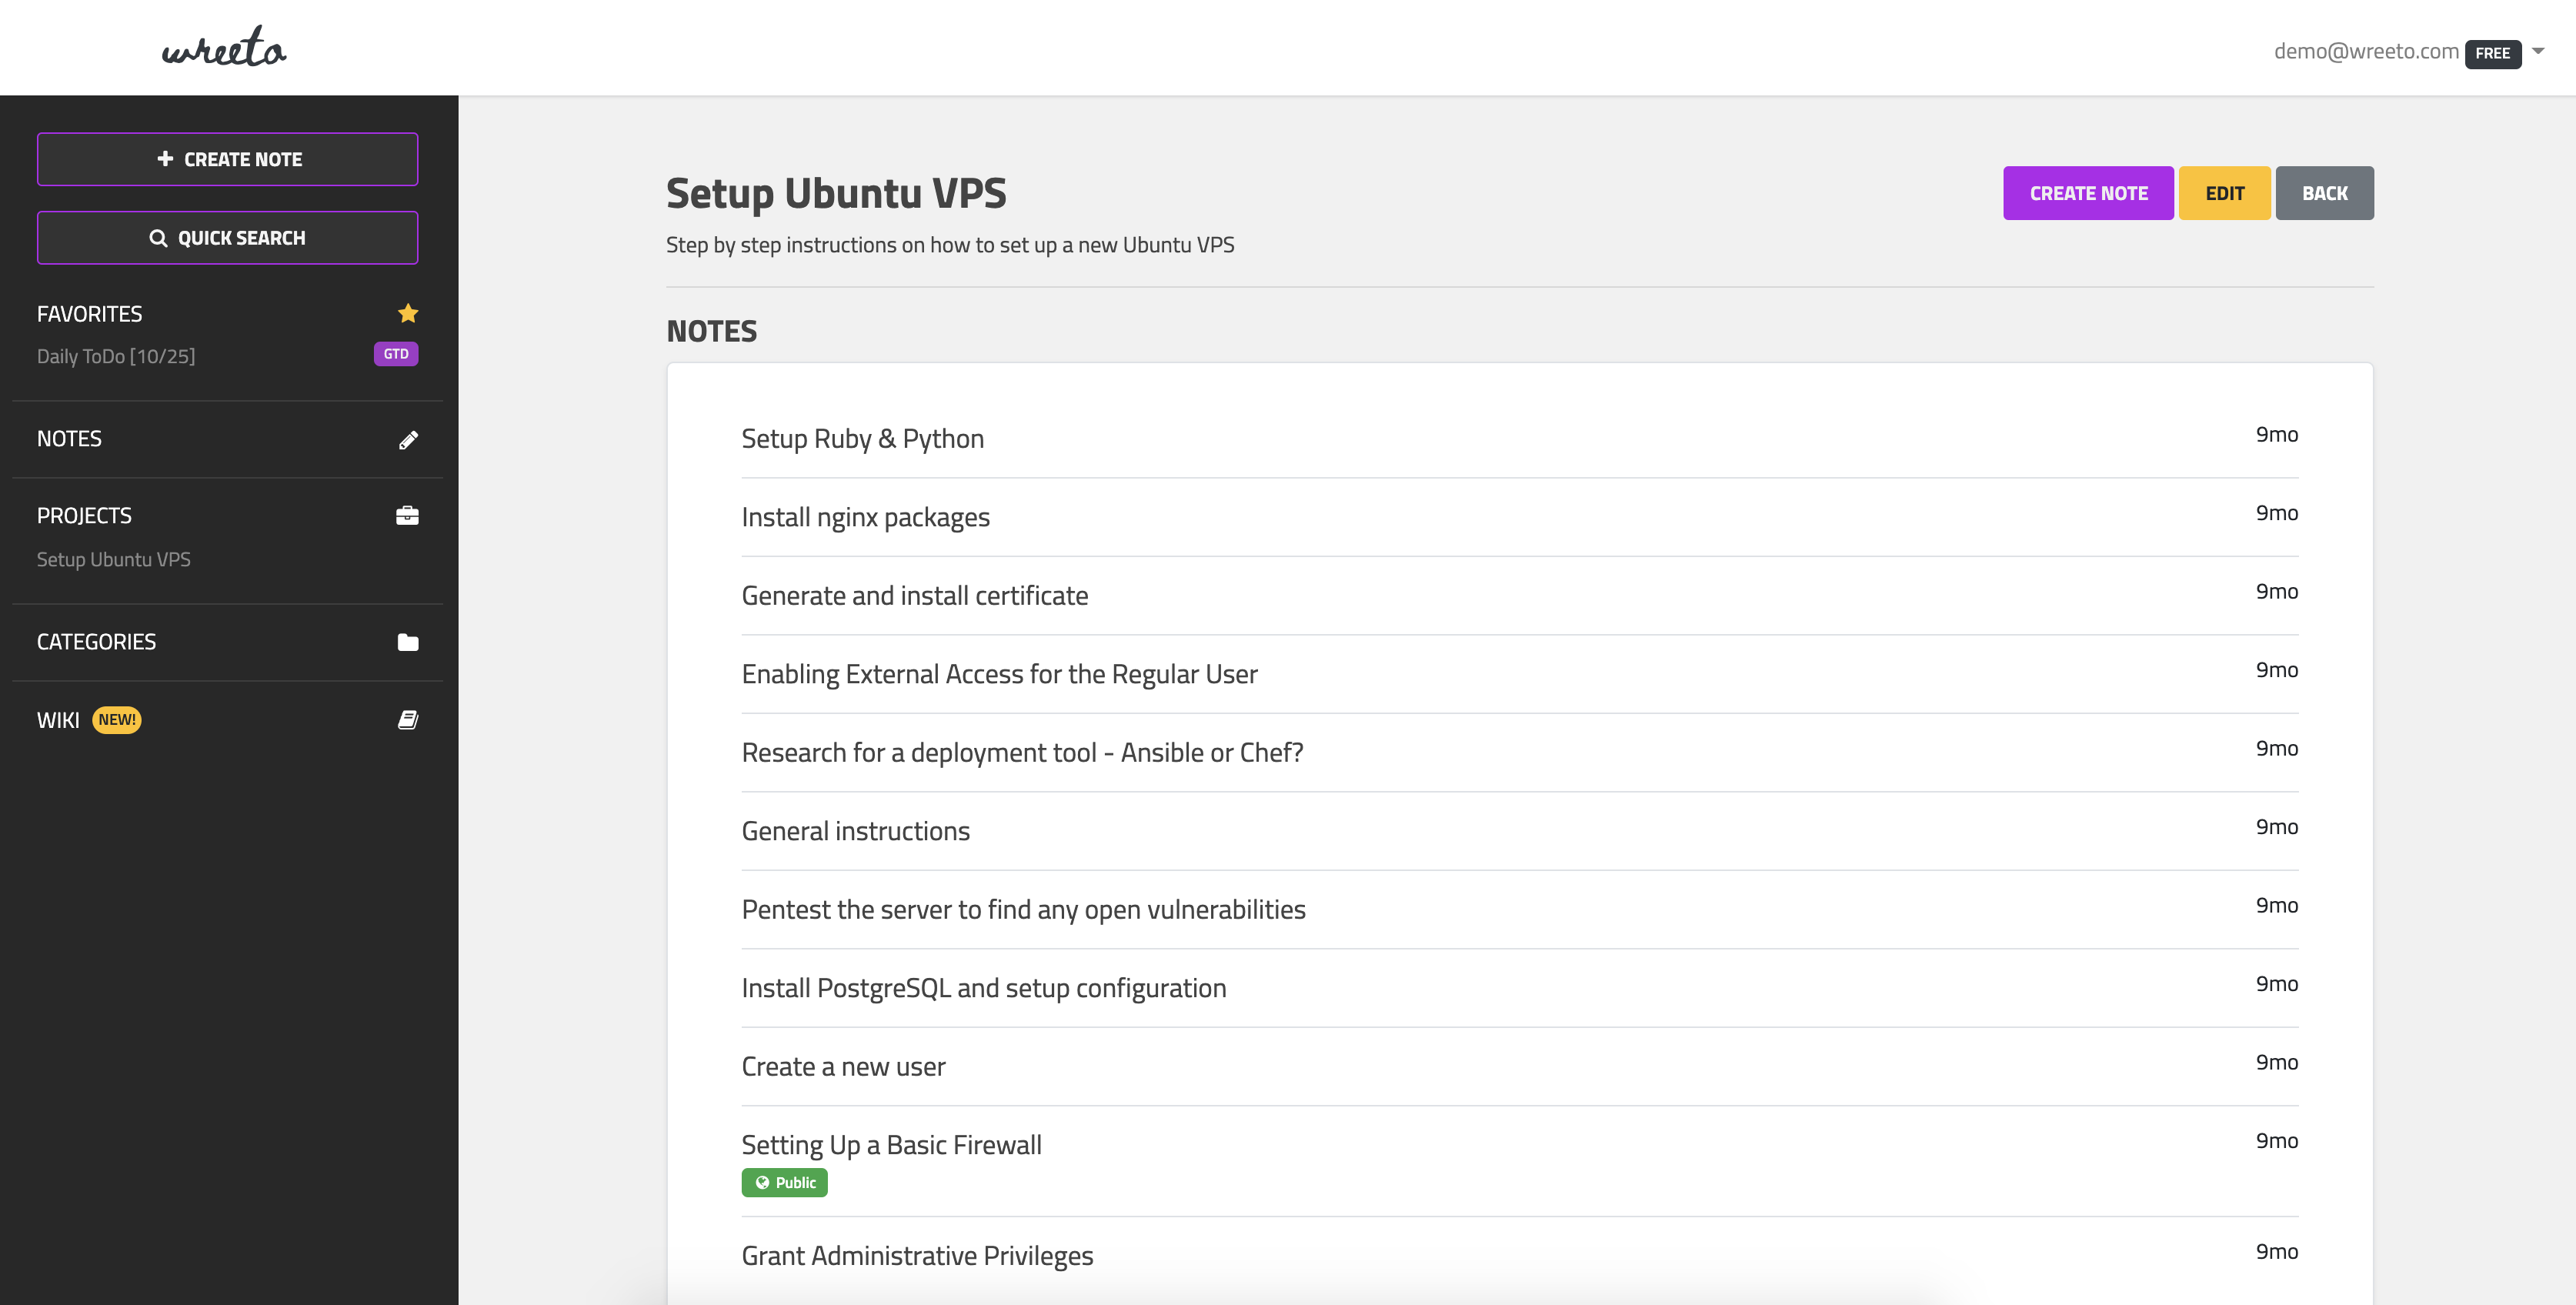 wreeto
demo@wreeto.com FREE
CREATE NOTE
QUICK SEARCH
FAVORITES
Daily ToDo [10/25] GTD
NOTES
PROJECTS
Setup Ubuntu VPS
CATEGORIES
WIKI NEW!
Setup Ubuntu VPS
CREATE NOTE EDIT BACK
Step by step instructions on how to set up a new Ubuntu VPS
NOTES
Setup Ruby & Python 9mo
Install nginx packages 9mo
Generate and install certificate 9mo
Enabling External Access for the Regular User 9mo
Research for a deployment tool - Ansible or Chef? 9mo
General instructions 9mo
Pentest the server to find any open vulnerabilities 9mo
Install PostgreSQL and setup configuration 9mo
Create a new user 9mo
Setting Up a Basic Firewall 9mo
Public
Grant Administrative Privileges 9mo